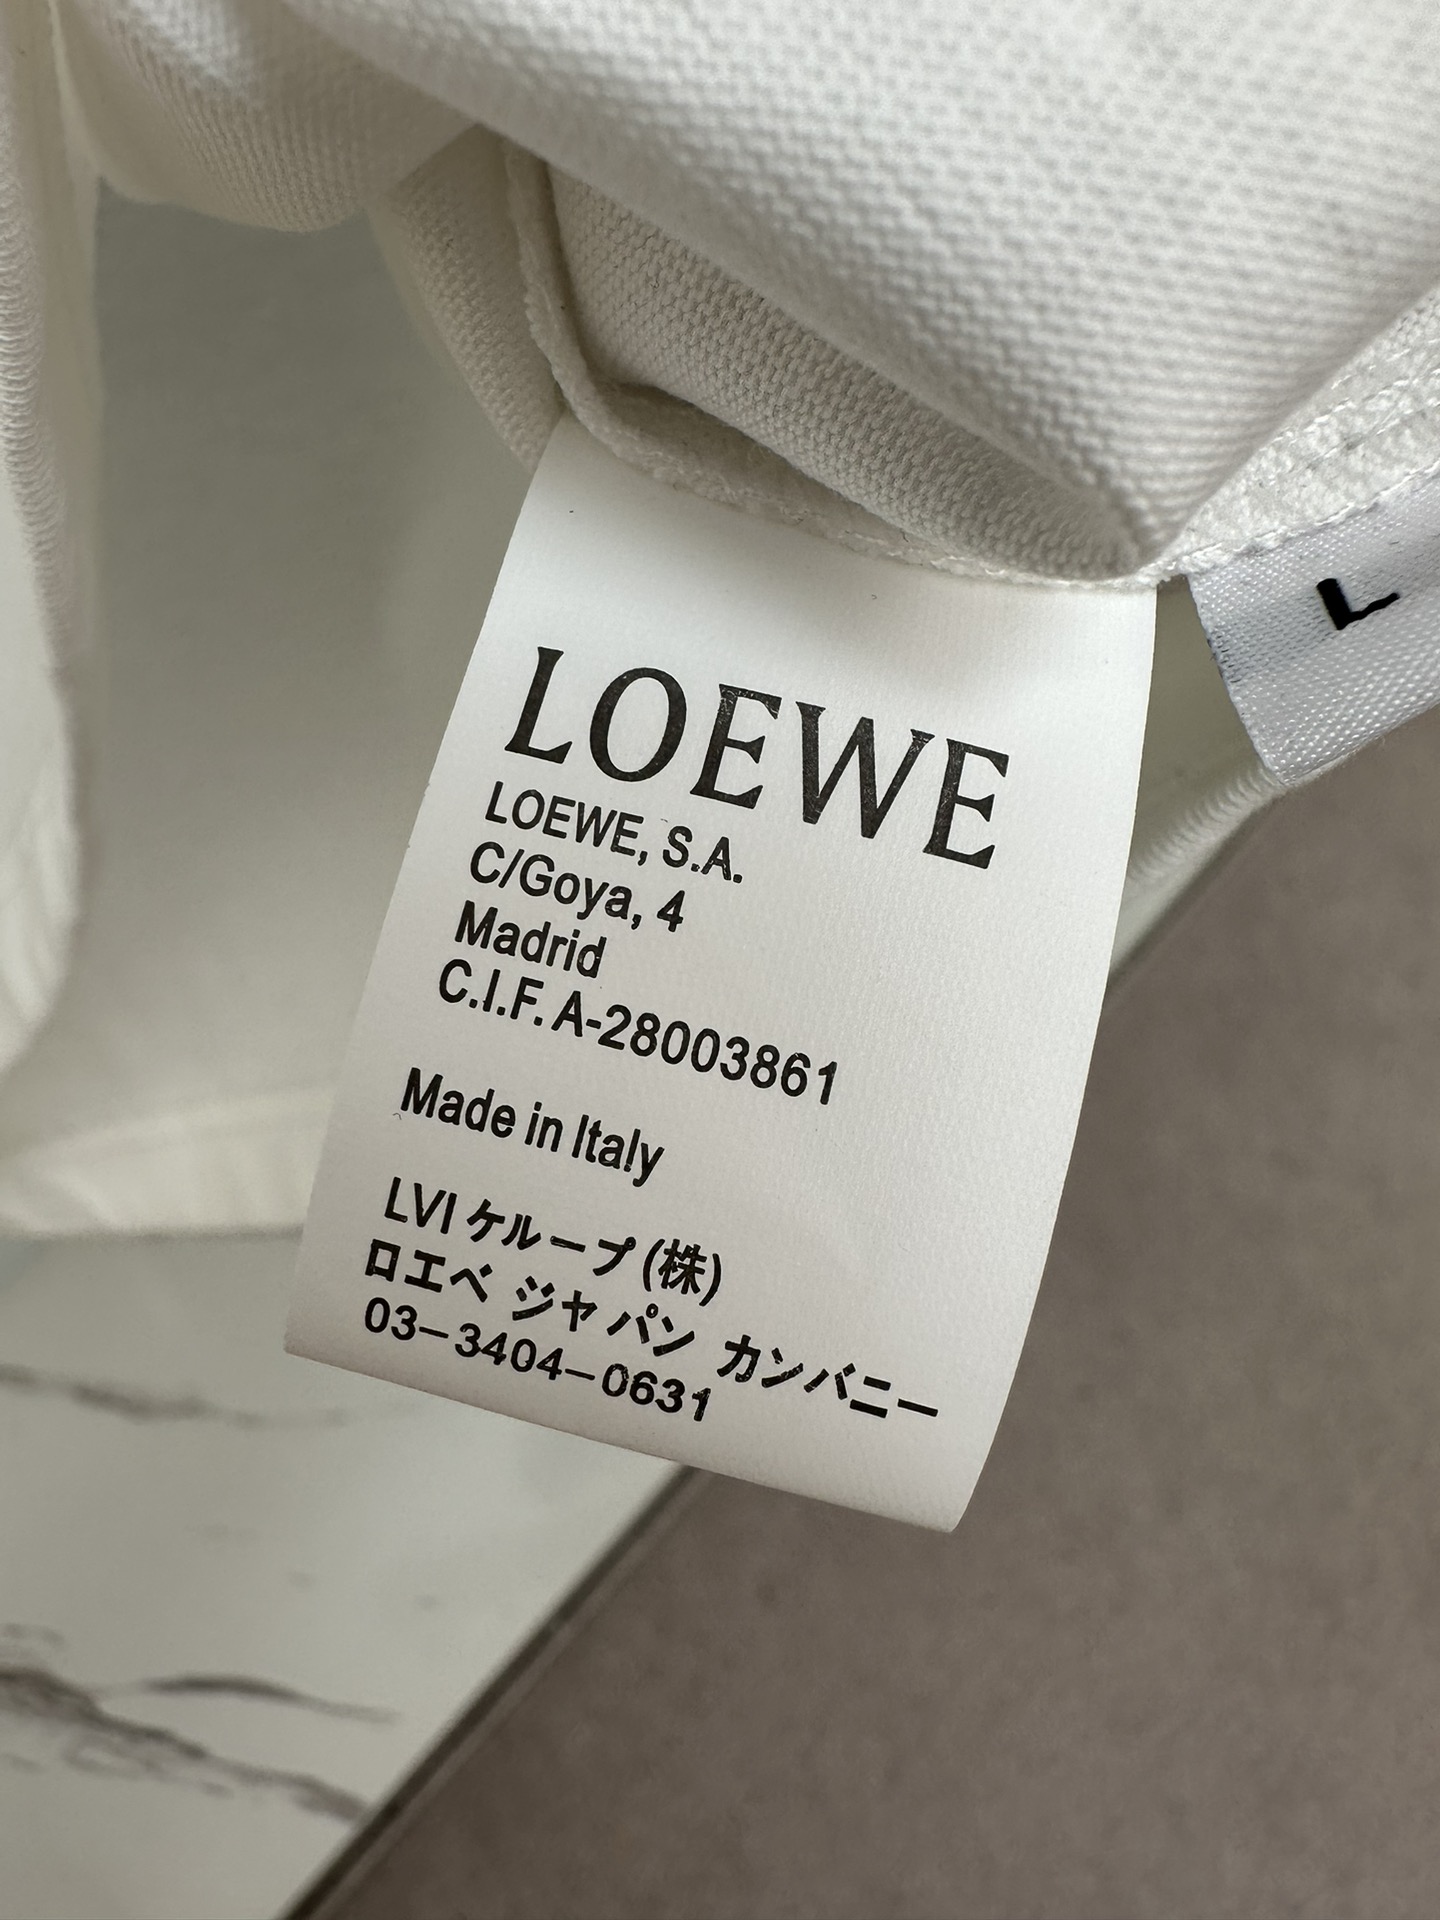 LOEWE
LOEWE, S.A.
C/Goya, 4
Madrid
C.I.F. A-28003861
Made in Italy
LVI ケループ (株)
ロエベ ジャパン カンバニー
03-3404-0631
L